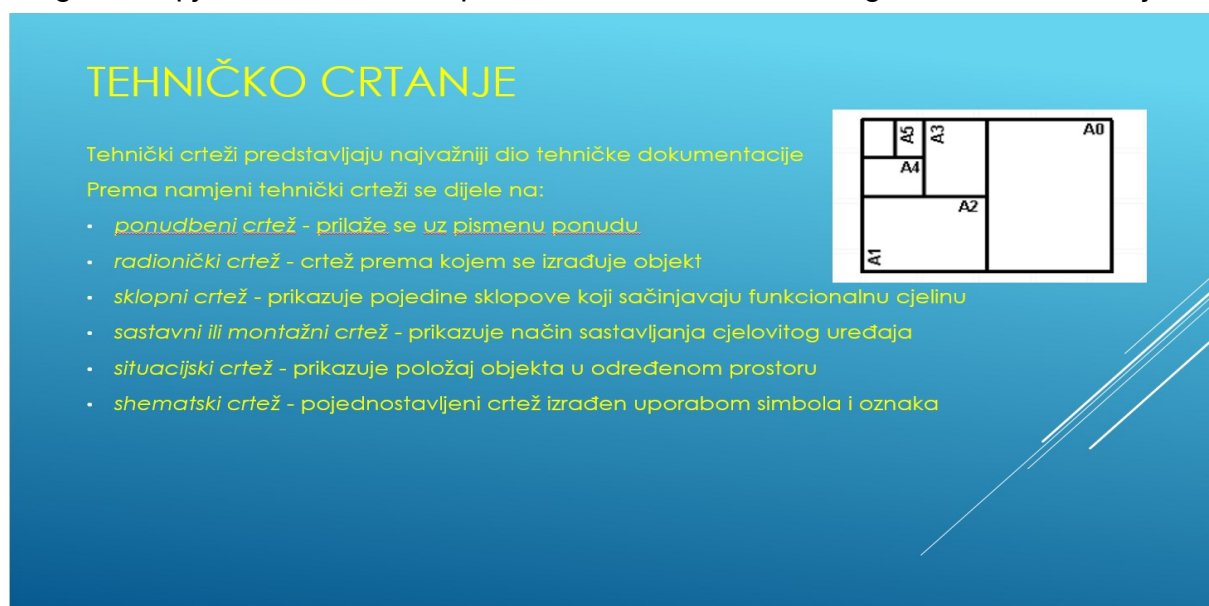 TEHNIČKO CRTANJE
Tehnički crteži predstavljaju najvažniji dio tehničke dokumentacije
Prema namjeni tehnički crteži se dijele na:
• ponudbeni crtež - prilaže se uz pismenu ponudu
• radionički crtež - crtež prema kojem se izrađuje objekt
• sklopni crtež - prikazuje pojedine sklopove koji sačinjavaju funkcionalnu cjelinu
• sastavni ili montažni crtež - prikazuje način sastavljanja cjelovitog uređaja
• situacijski crtež - prikazuje položaj objekta u određenom prostoru
• shematski crtež - pojednostavljeni crtež izrađen uporabom simbola i oznaka
A5
A3
A0
A4
A2
A1